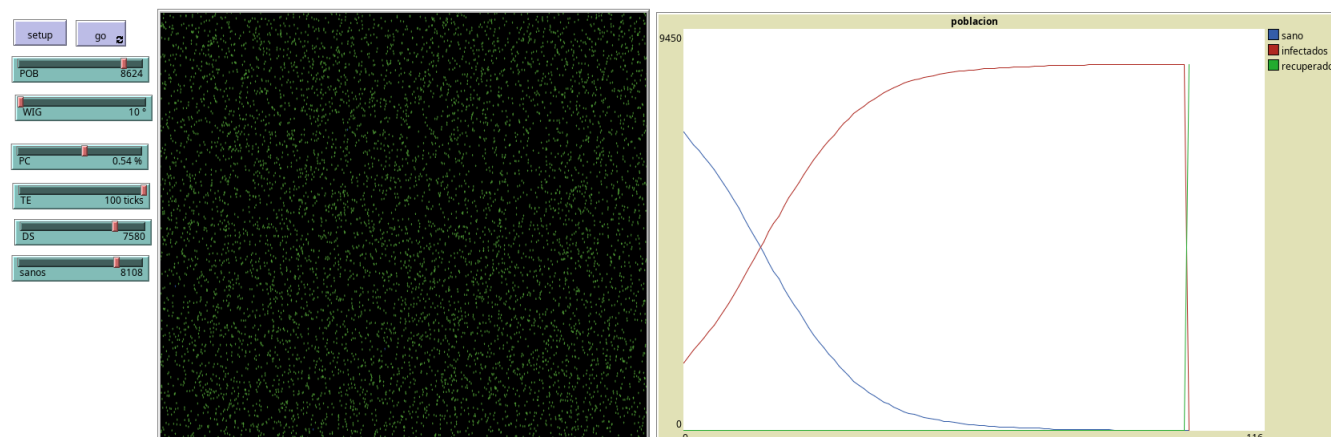 setup
go
POB 8624
WIG 10 °
PC 0.54 %
TE 100 ticks
DS 7580
sanos 8108
poblacion
9450
0
0
116
sano
infectados
recuperado